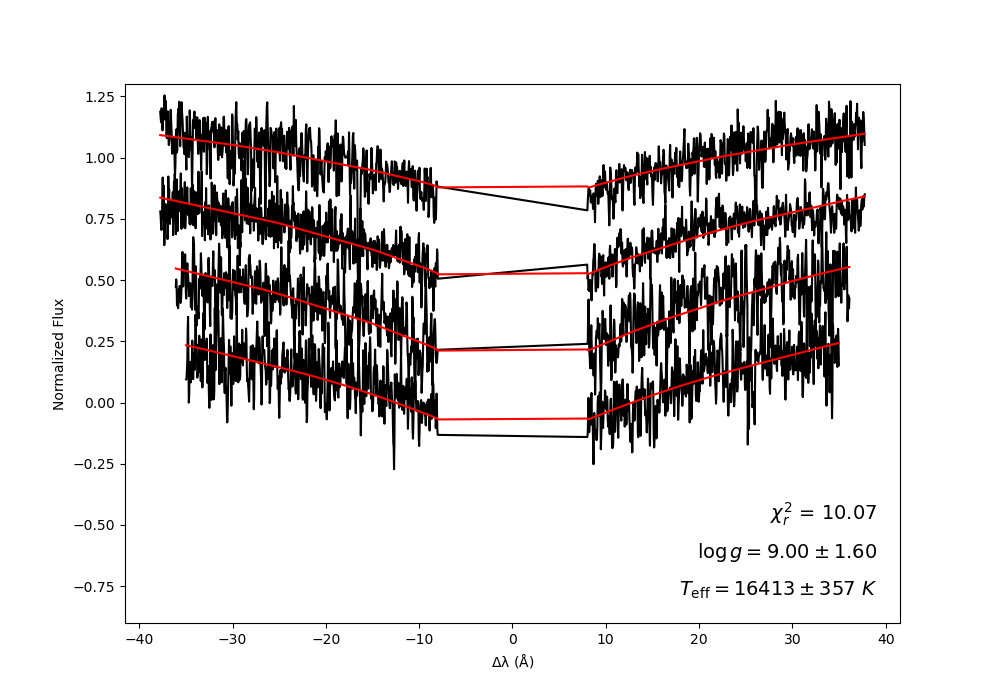 1.25
1.00
0.75
0.50
0.25
0.00
−0.25
−0.50
−0.75
Normalized Flux
χ²ᵣ = 10.07
log g = 9.00 ± 1.60
T_eff = 16413 ± 357 K
−40 −30 −20 −10 0 10 20 30 40
Δλ (Å)